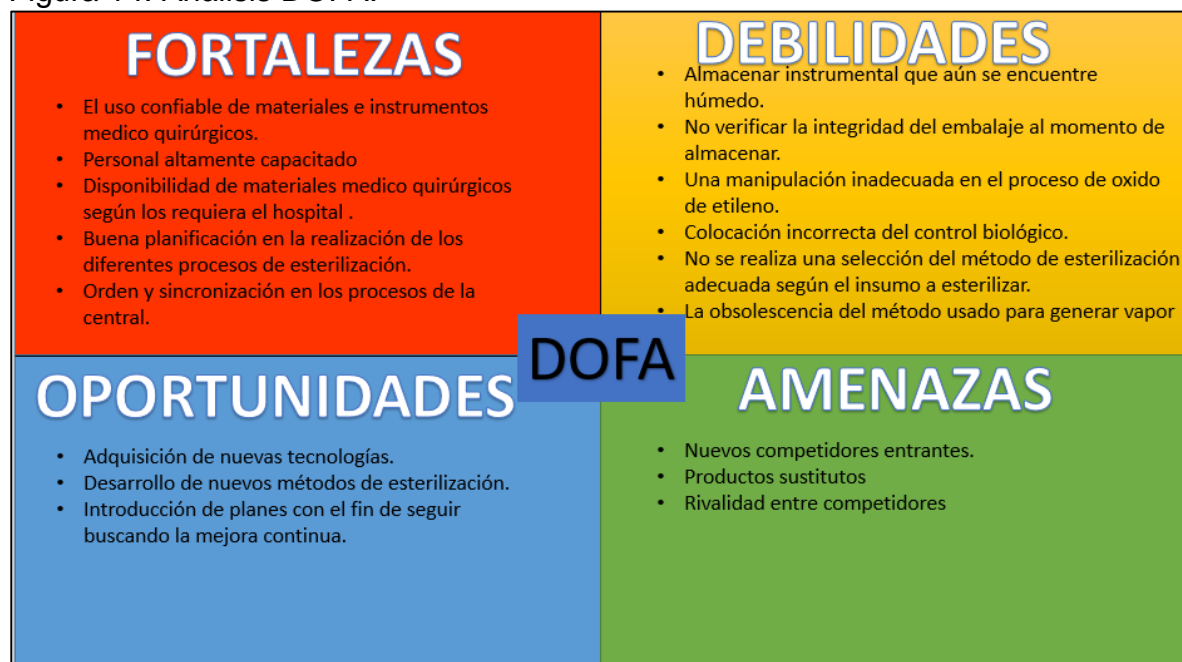 Figura Análisis DOFA.
FORTALEZAS
• El uso confiable de materiales e instrumentos
medico quirúrgicos.
• Personal altamente capacitado
• Disponibilidad de materiales medico quirúrgicos
según los requiera el hospital .
• Buena planificación en la realización de los
diferentes procesos de esterilización.
• Orden y sincronización en los procesos de la
central.
DEBILIDADES
• Almacenar instrumental que aún se encuentre
húmedo.
• No verificar la integridad del embalaje al momento de
almacenar.
• Una manipulación inadecuada en el proceso de oxido
de etileno.
• Colocación incorrecta del control biológico.
• No se realiza una selección del método de esterilización
adecuada según el insumo a esterilizar.
• La obsolescencia del método usado para generar vapor
DOFA
OPORTUNIDADES
• Adquisición de nuevas tecnologías.
• Desarrollo de nuevos métodos de esterilización.
• Introducción de planes con el fin de seguir
buscando la mejora continua.
AMENAZAS
• Nuevos competidores entrantes.
• Productos sustitutos
• Rivalidad entre competidores